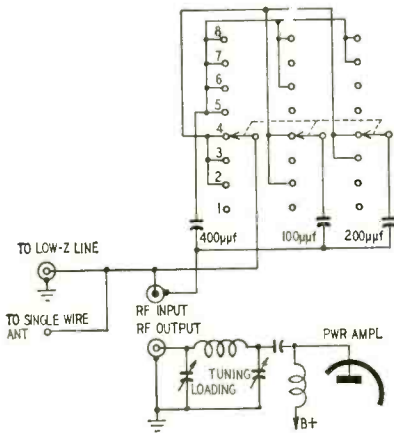 8
7
6
5
4
3
2
1
400µµf
100µµf
200µµf
TO LOW-Z LINE
TO SINGLE WIRE
ANT
RF INPUT
RF OUTPUT
TUNING
LOADING
PWR AMPL
B+